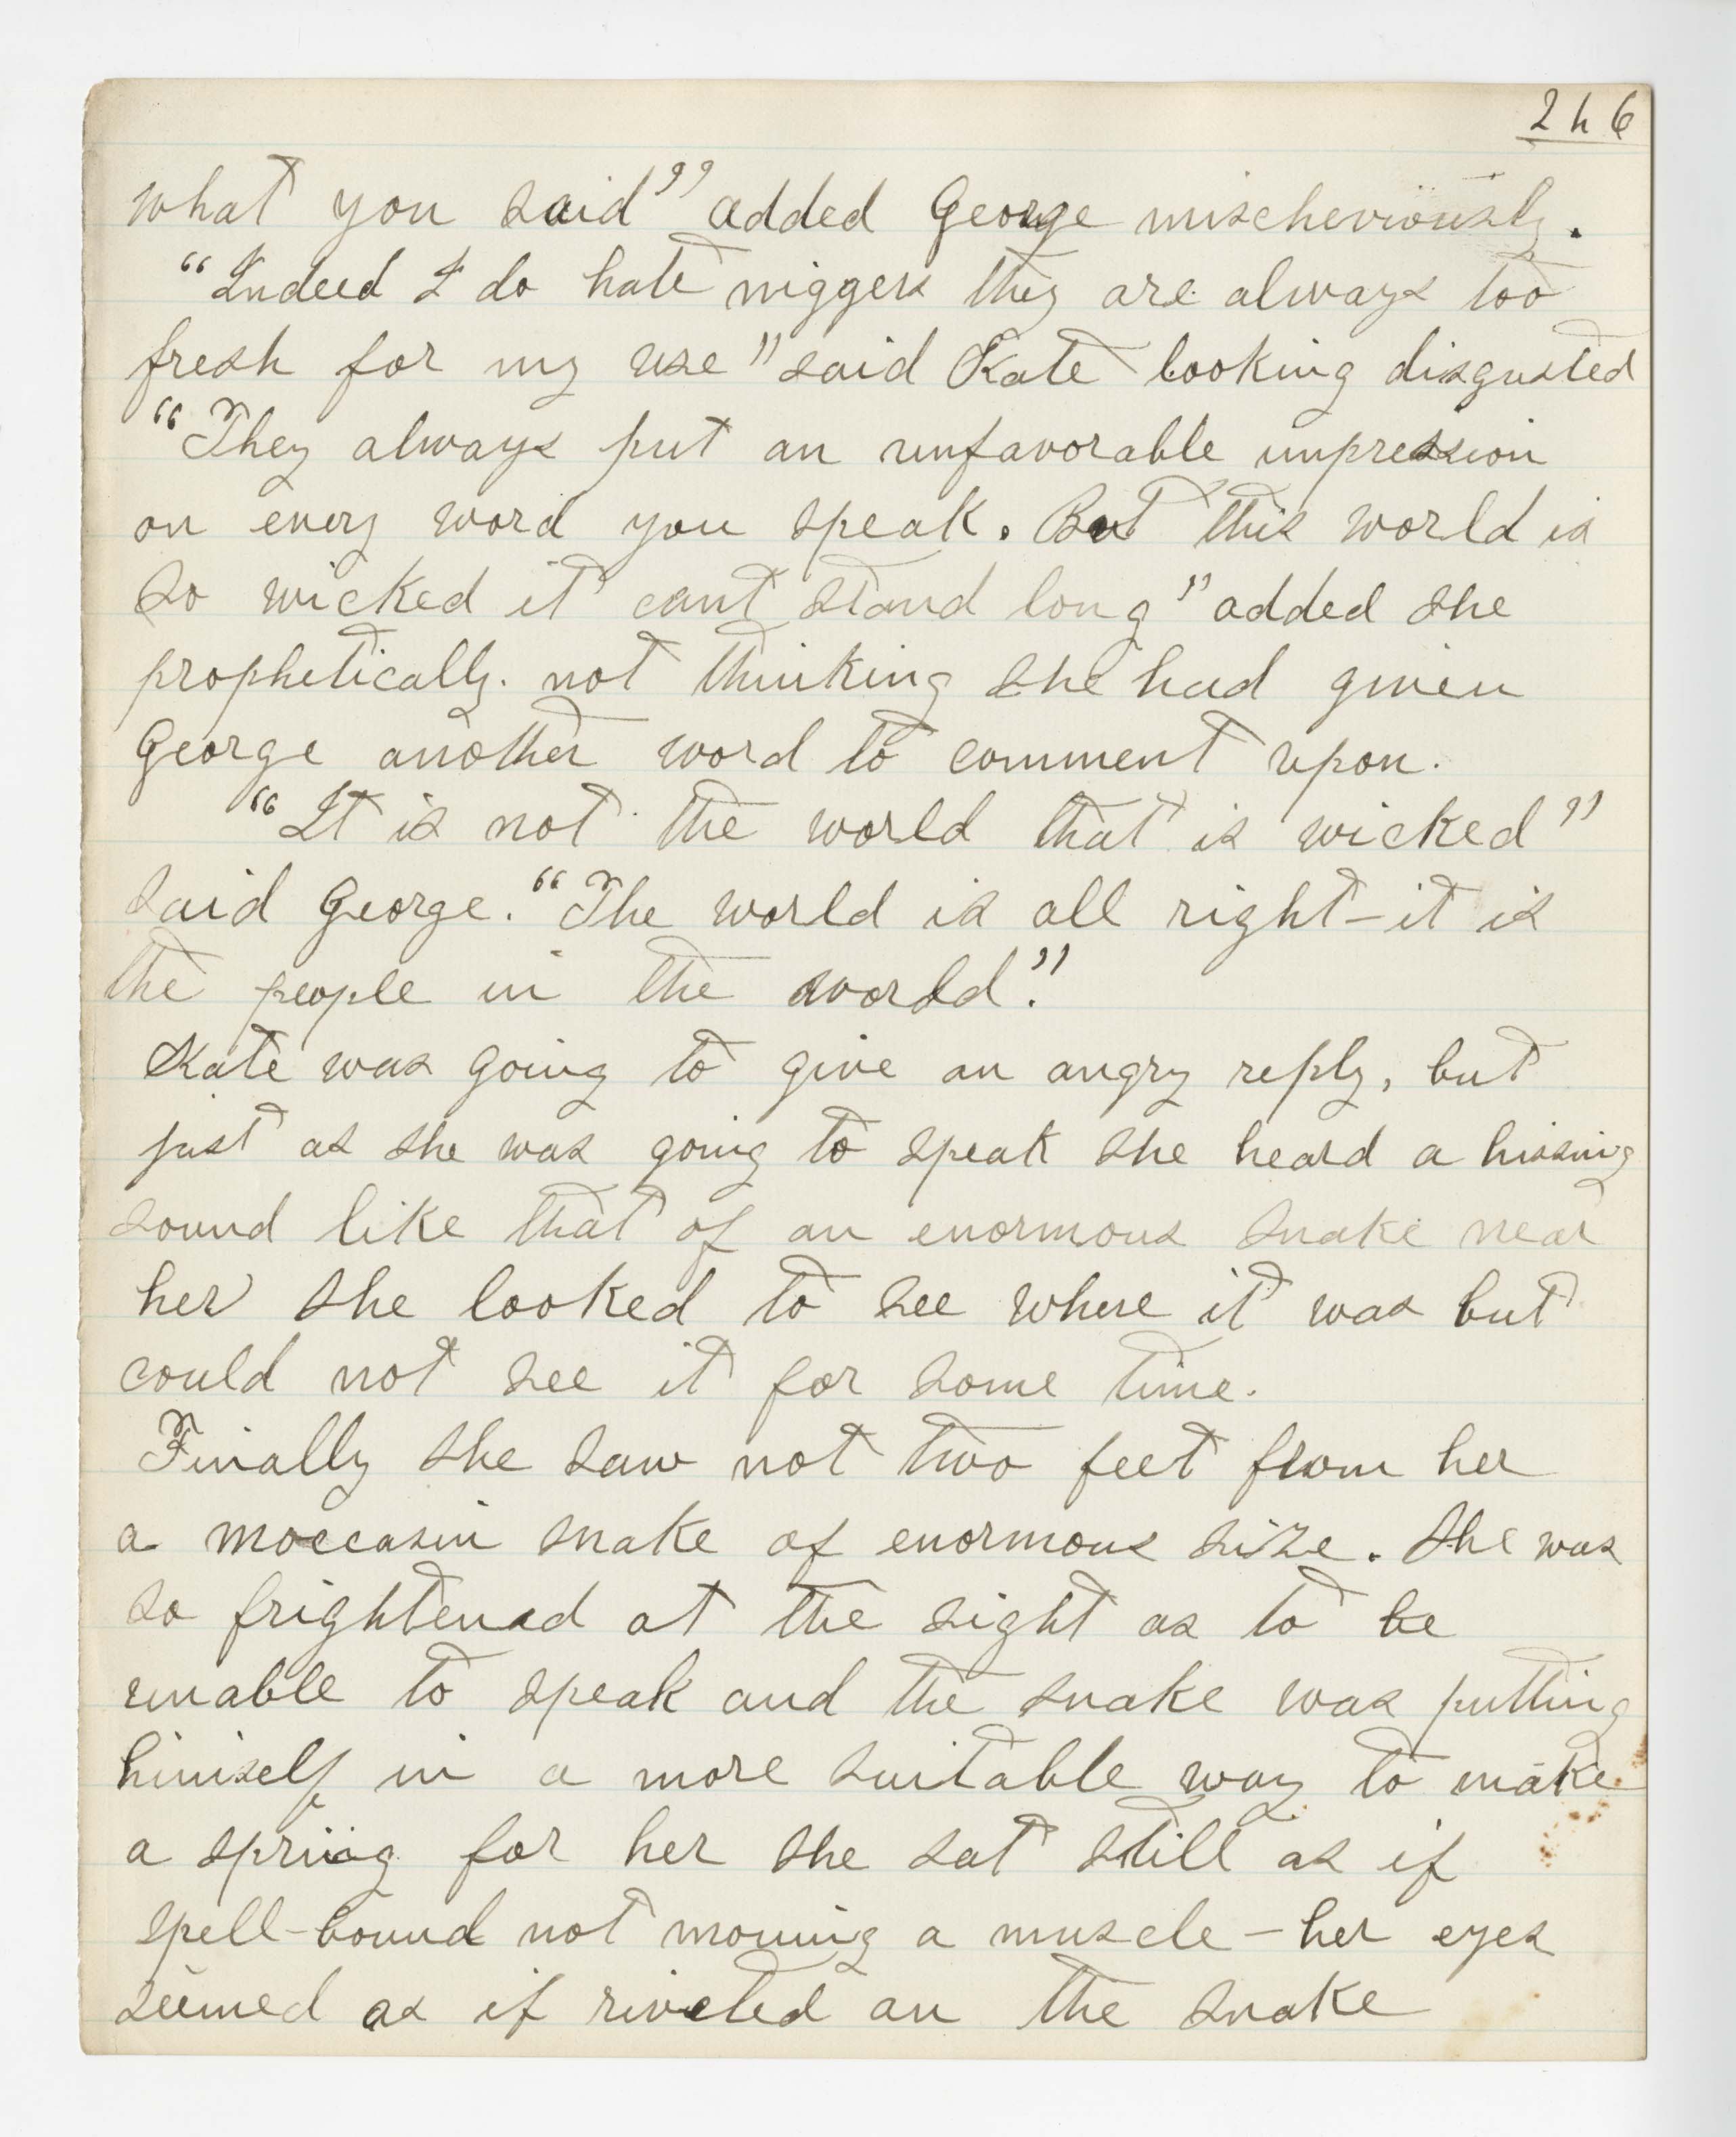 246
what you said" added George mischeviously.
"Indeed I do hate niggers they are always too
fresh for my use" said Kate looking disgusted
"They always put an unfavorable impression
on every word you speak. But this world is
so wicked it cant stand long" added she
prophetically. not thinking she had given
George another word to comment upon.
"It is not the world that is wicked"
said George. "The world is all right - it is
the people in the world."
Kate was going to give an angry reply, but
just as she was going to speak she heard a hissing
sound like that of an enormous snake near
her she looked to see where it was but
could not see it for some time.
Finally she saw not two feet from her
a moccasin snake of enormous size. She was
so frightened at the sight as to be
unable to speak and the snake was putting
himself in a more suitable way to make
a spring for her she sat still as if
spell-bound not moving a muscle - her eyes
seemed as if riveted on the snake